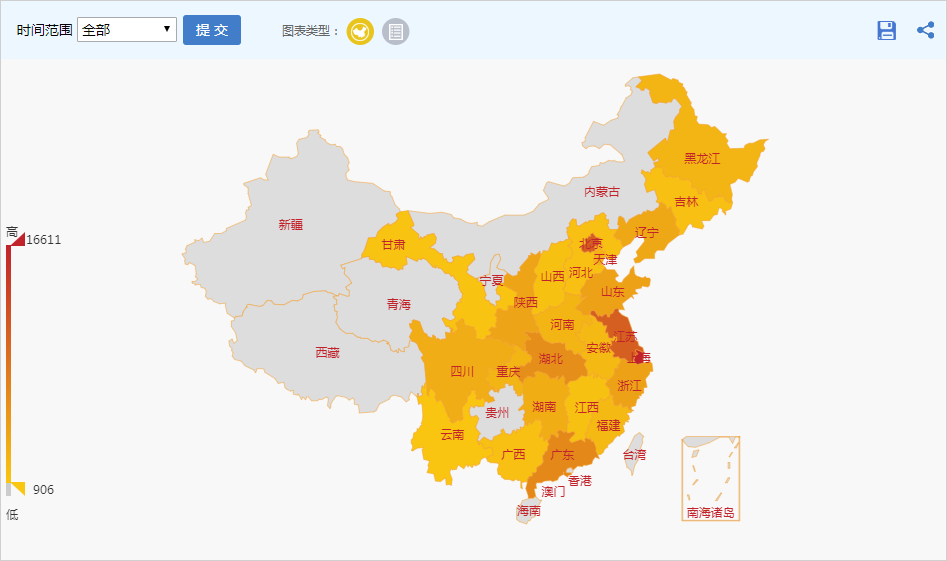 时间范围 全部 提 交 图表类型：
黑龙江
内蒙古
吉林
新疆
高
16611
辽宁
甘肃
北京
天津
宁夏
山西
河北
青海
陕西
山东
河南
江苏
西藏
安徽
上海
湖北
四川
重庆
浙江
贵州
湖南
江西
福建
云南
广西
广东
台湾
香港
906
澳门
海南
低
南海诸岛